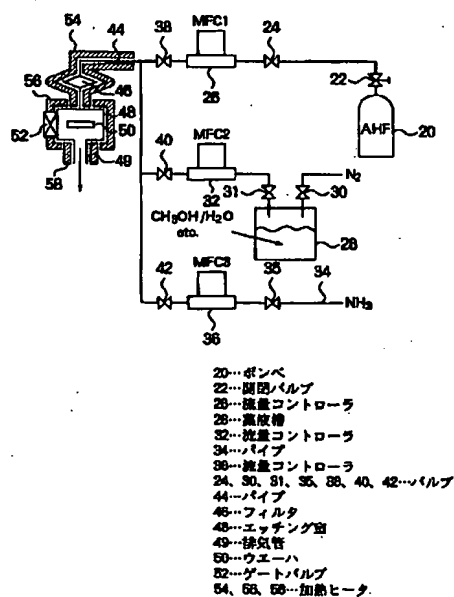 54
44
38
MFC1
24
46
26
22
AHF
20
56
48
50
52
58
49
40
MFC2
32
31
30
N₂
CH₃OH/H₂O
etc.
28
42
MFC3
36
35
34
NH₃
20…ボンベ
22…開閉バルブ
26…流量コントローラ
28…薬液槽
32…流量コントローラ
34…パイプ
36…流量コントローラ
24、30、31、35、38、40、42…バルブ
44…パイプ
46…フィルタ
48…エッチング室
49…排気管
50…ウエーハ
52…ゲートバルブ
54、56、58…加熱ヒータ